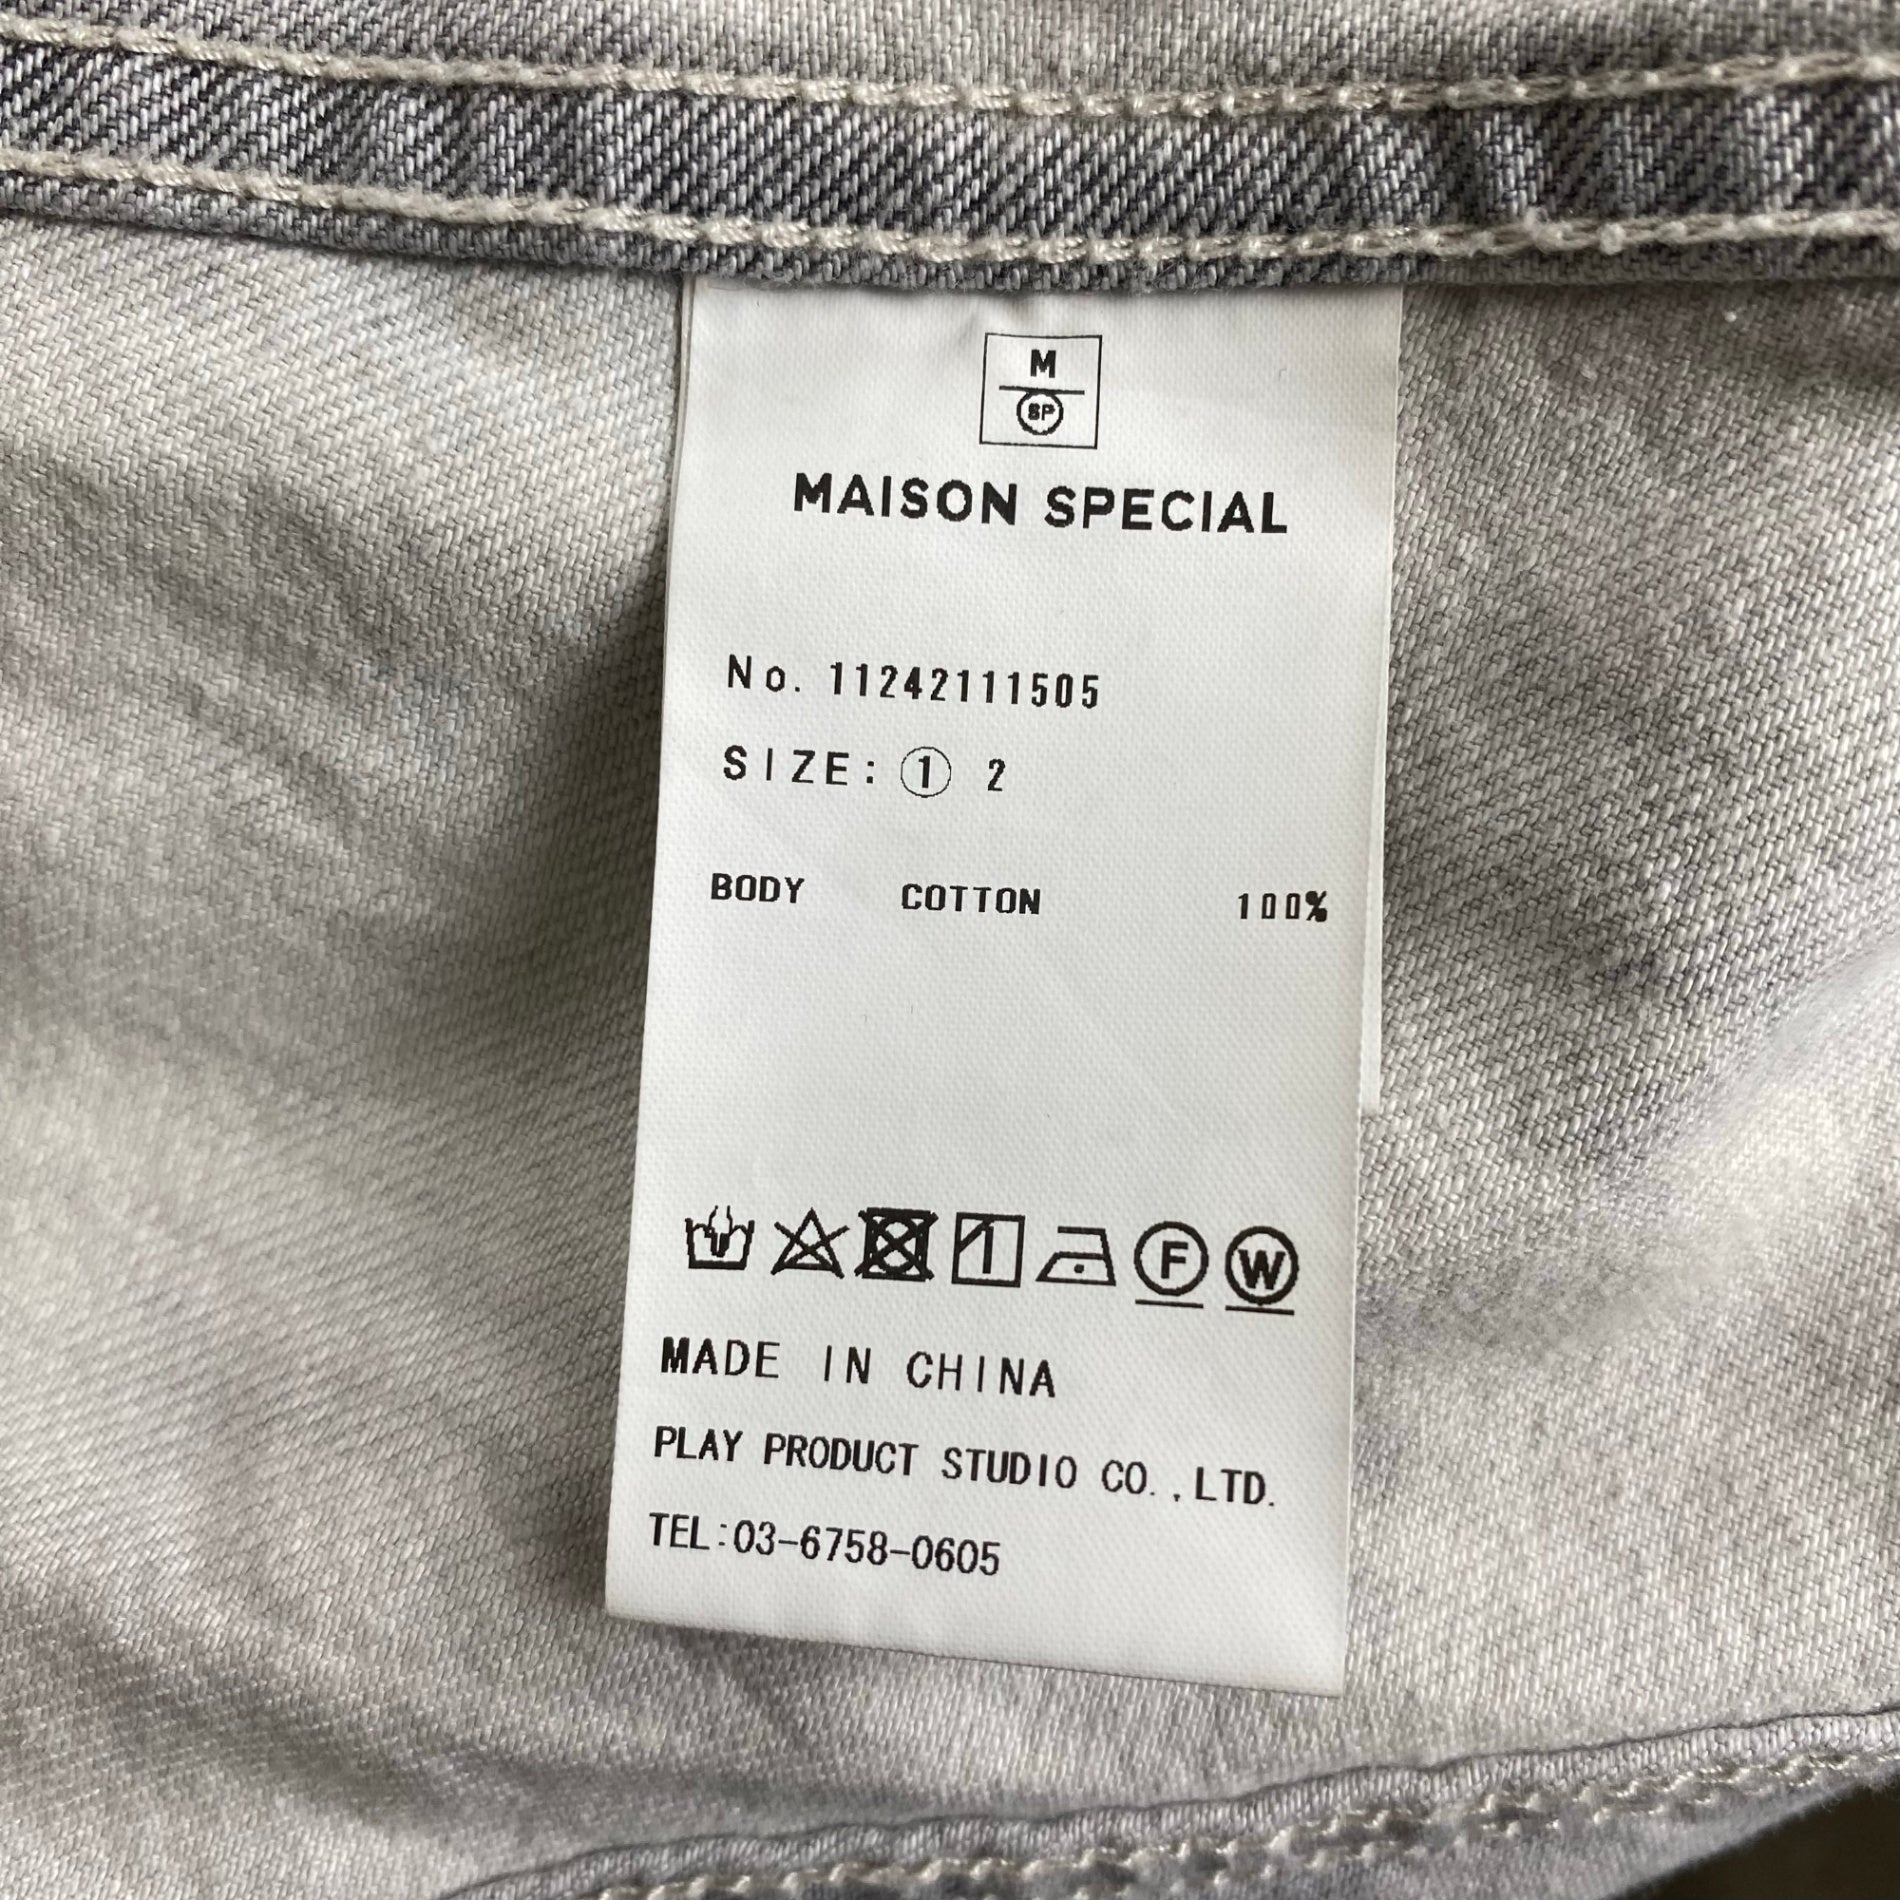 M
SP
MAISON SPECIAL
No. 11242111505
SIZE: ① 2
BODY COTTON 100%
1 F W
MADE IN CHINA
PLAY PRODUCT STUDIO CO.,LTD.
TEL:03-6758-0605